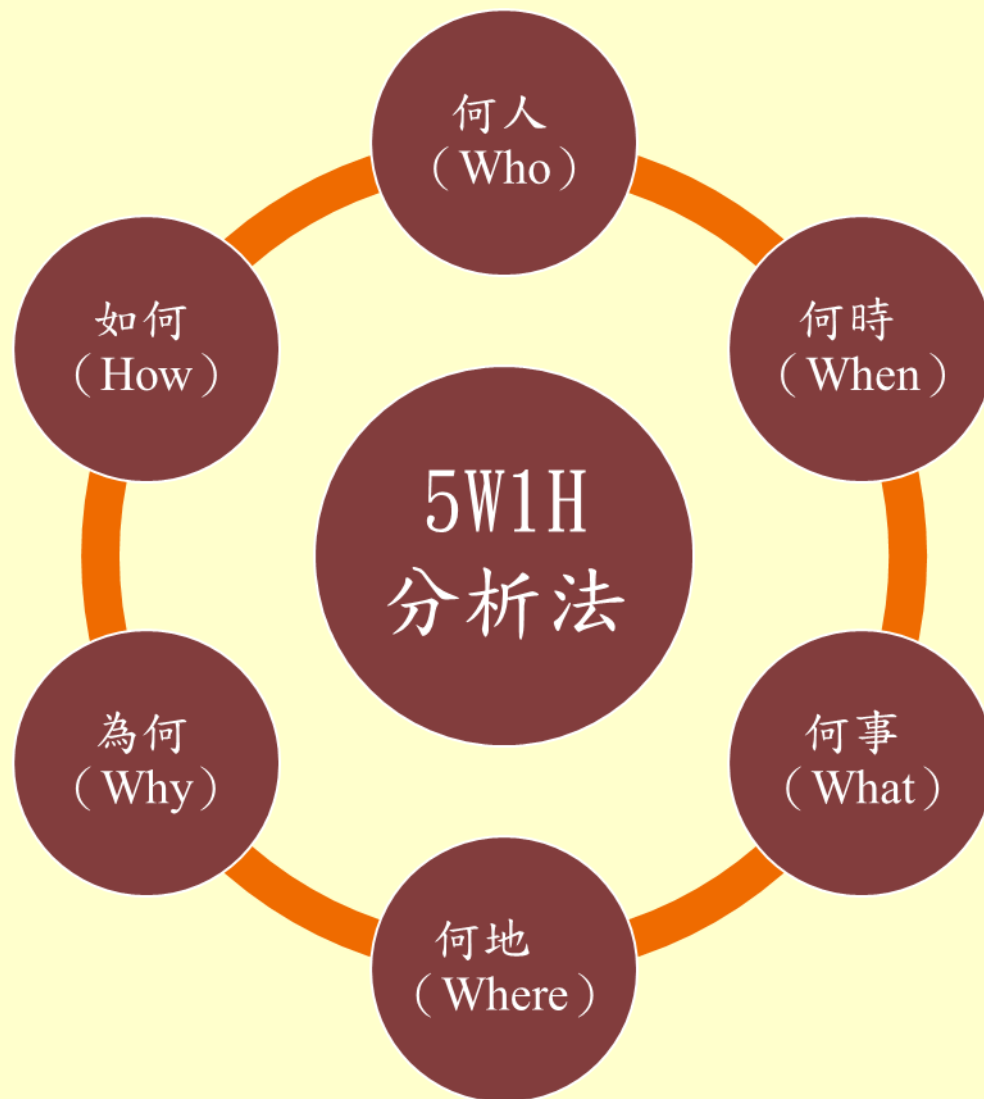 何人
（Who）
何時
（When）
如何
（How）
5W1H
分析法
為何
（Why）
何事
（What）
何地
（Where）